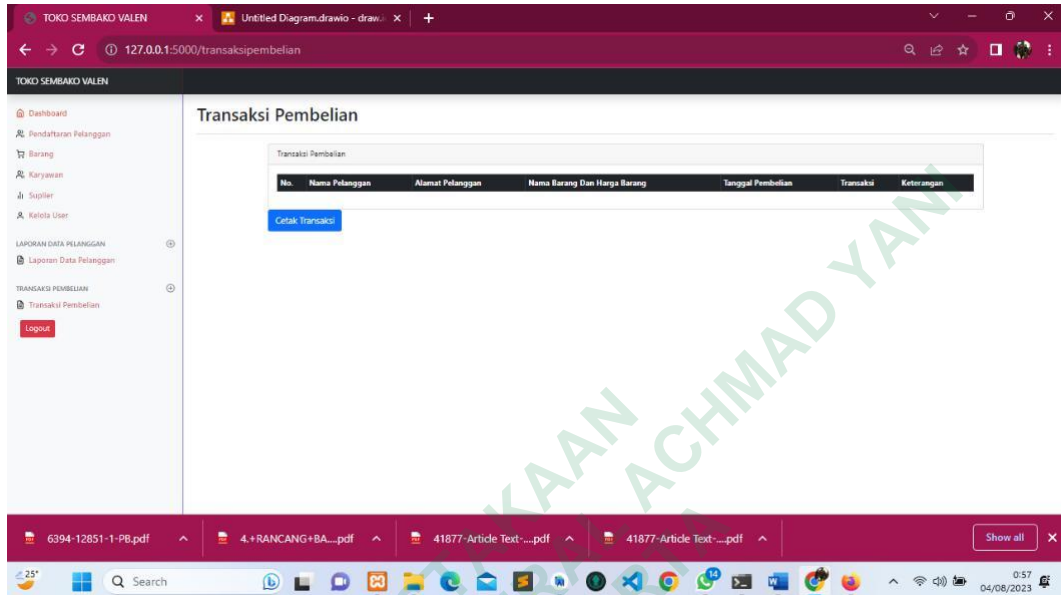 TOKO SEMBAKO VALEN
Untitled Diagram.drawio - draw.i
127.0.0.1:5000/transaksipembelian
TOKO SEMBAKO VALEN
Dashboard
Pendaftaran Pelanggan
Barang
Karyawan
Suplier
Kelola User
LAPORAN DATA PELANGGAN
Laporan Data Pelanggan
TRANSAKSI PEMBELIAN
Transaksi Pembelian
Logout
Transaksi Pembelian
Transaksi Pembelian
No. Nama Pelanggan Alamat Pelanggan Nama Barang Dan Harga Barang Tanggal Pembelian Transaksi Keterangan
Cetak Transaksi
TAKAAN
ACHMAD YANI
6394-12851-1-PB.pdf 4.+RANCANG+BA....pdf 41877-Article Text-....pdf 41877-Article Text-....pdf Show all
25°
Search
14
0:57
04/08/2023